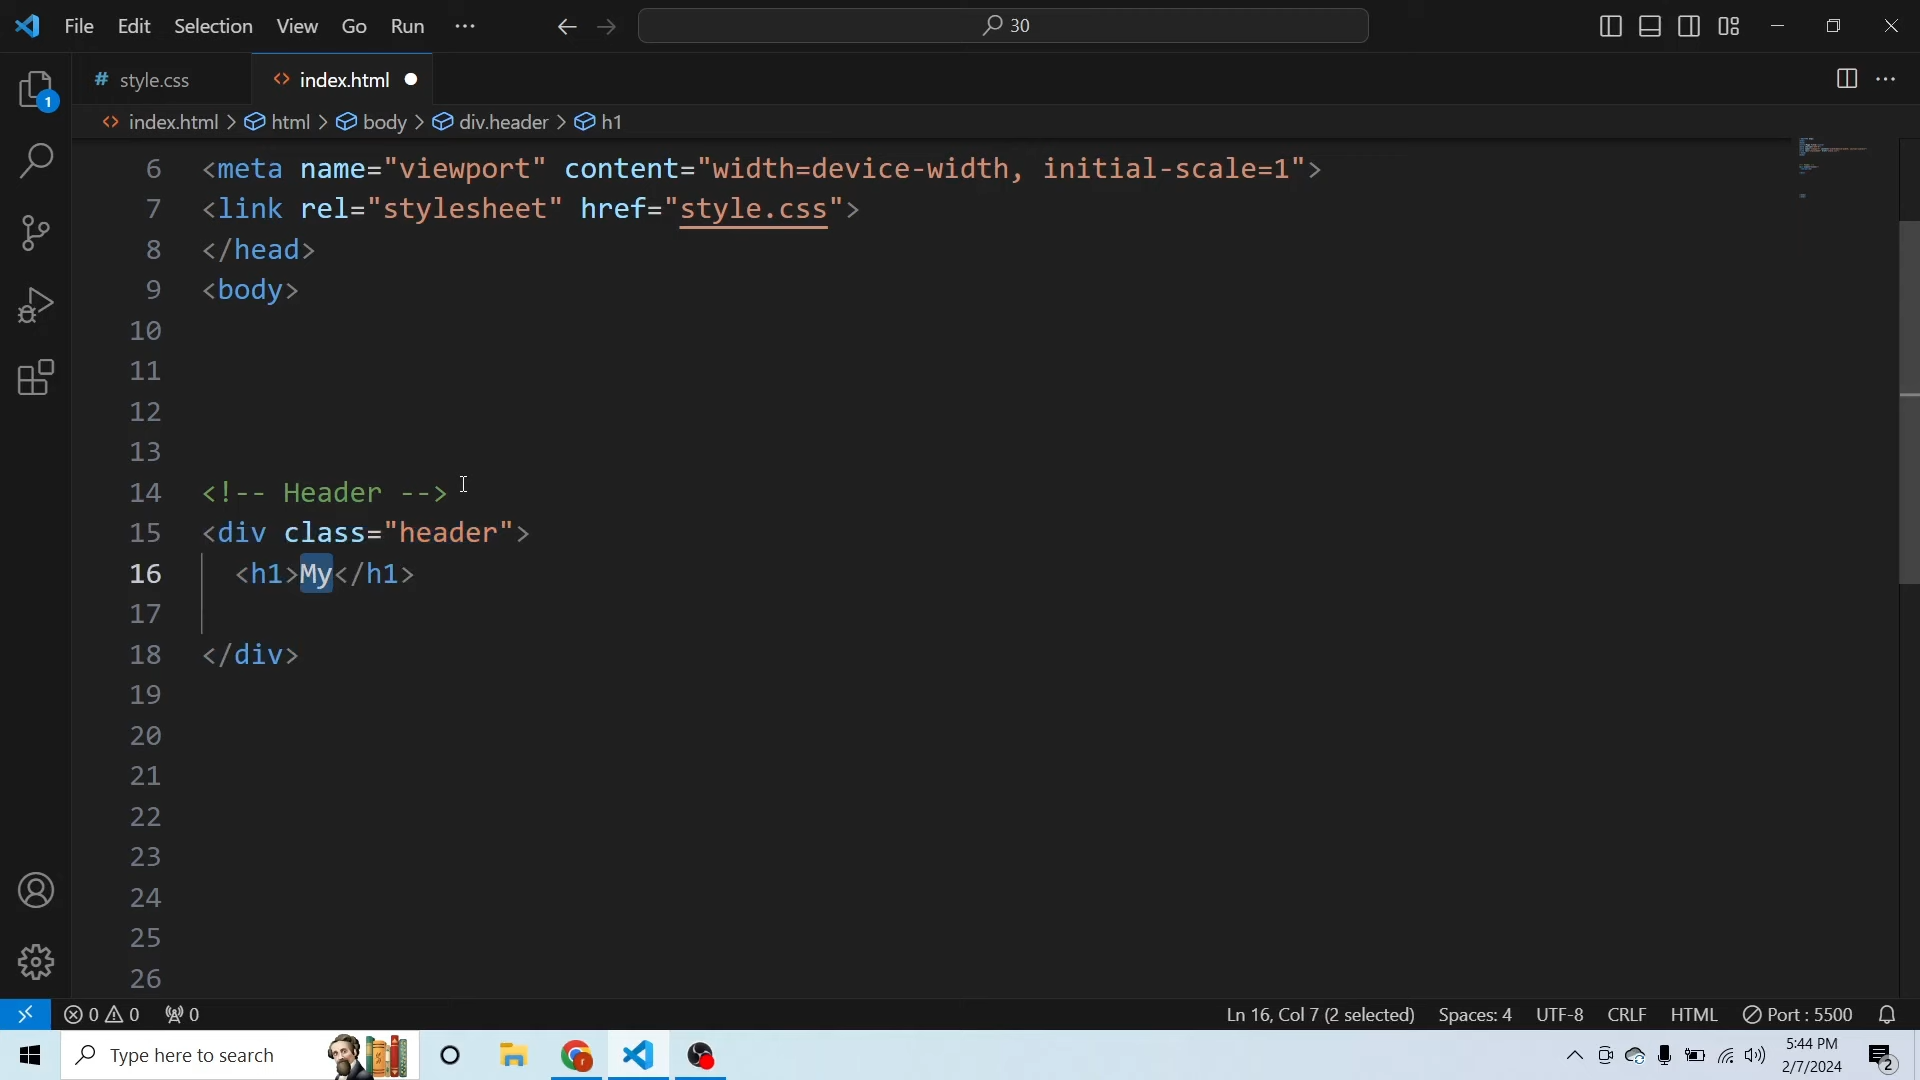 File Edit Selection View Go Run ··· 30
# style.css <> index.html
1
<> index.html > html > body > div.header > h1
6 <meta name="viewport" content="width=device-width, initial-scale=1">
7 <link rel="stylesheet" href="style.css">
8 </head>
9 <body>
10
11
12
13
14 <!-- Header -->
15 <div class="header">
16 <h1>My</h1>
17
18 </div>
19
20
21
22
23
24
25
26
0 0 0 Ln 16, Col 7 (2 selected) Spaces: 4 UTF-8 CRLF HTML Port : 5500
Type here to search 5:44 PM
2/7/2024 2